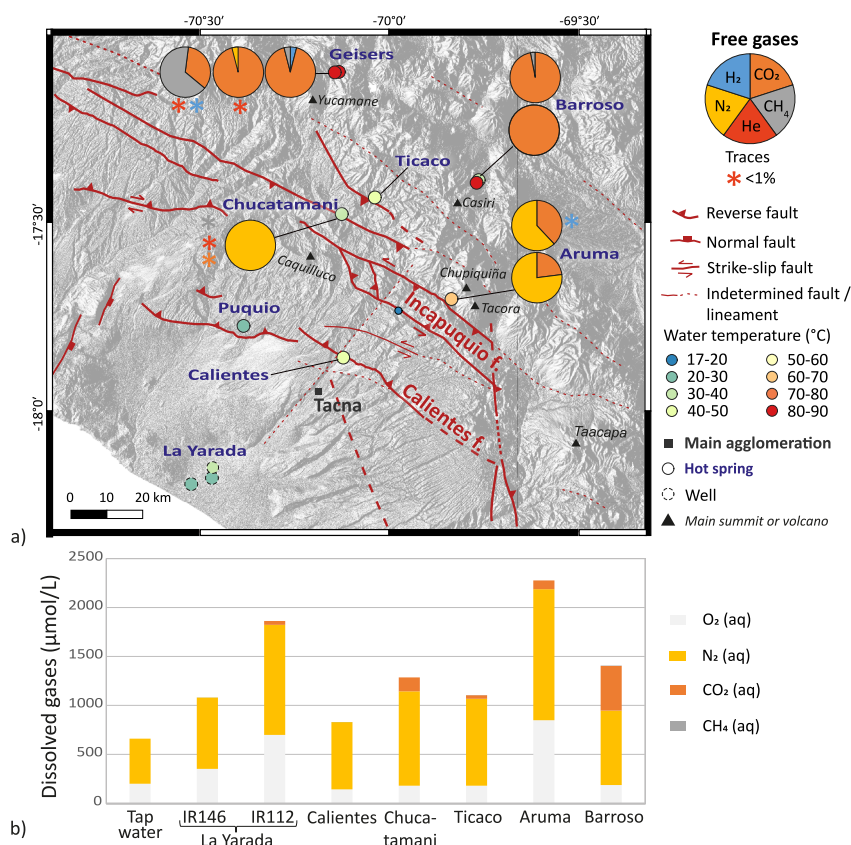 -70,30
-70,0
-69,30
Geisers
Yucamane
Barroso
Ticaco
Casiri
-17,30
Chucatamani
Caquilluco
Aruma
Chupiquiña
Tacora
Puquio
Incapuquio f.
Calientes
Tacna
Calientes f.
-18,0
Taacapa
La Yarada
0 10 20 km
a)
Free gases
H₂
CO₂
N₂
CH₄
He
Traces
* <1%
Reverse fault
Normal fault
Strike-slip fault
Indetermined fault /
lineament
Water temperature (°C)
17-20
50-60
20-30
60-70
30-40
70-80
40-50
80-90
Main agglomeration
Hot spring
Well
Main summit or volcano
Dissolved gases (µmol/L)
2500
2000
1500
1000
500
0
O₂ (aq)
N₂ (aq)
CO₂ (aq)
CH₄ (aq)
b)
Tap
water
IR146
IR112
La Yarada
Calientes
Chuca-
tamani
Ticaco
Aruma
Barroso